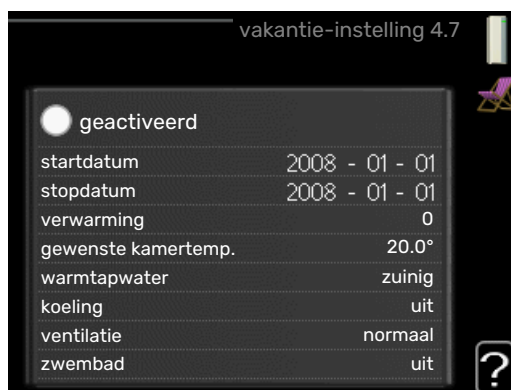 vakantie-instelling 4.7
geactiveerd
startdatum 2008 - 01 - 01
stopdatum 2008 - 01 - 01
verwarming 0
gewenste kamertemp. 20.0°
warmtapwater zuinig
koeling uit
ventilatie normaal
zwembad uit
?